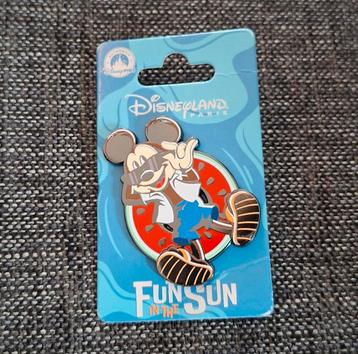 Disneyland
PARIS
FUN IN THE SUN